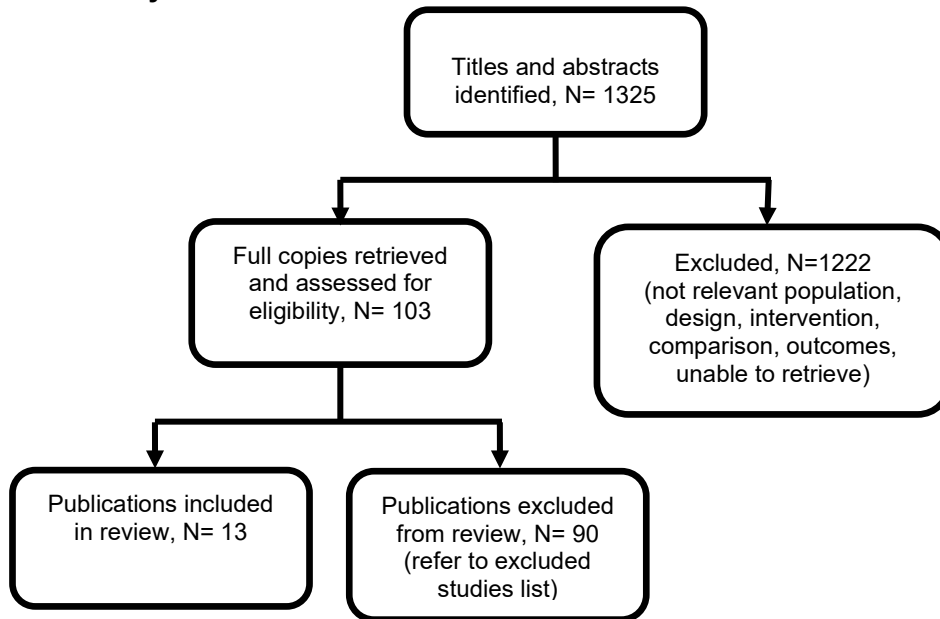 Titles and abstracts
identified, N= 1325
Full copies retrieved
and assessed for
eligibility, N= 103
Excluded, N=1222
(not relevant population,
design, intervention,
comparison, outcomes,
unable to retrieve)
Publications included
in review, N= 13
Publications excluded
from review, N= 90
(refer to excluded
studies list)